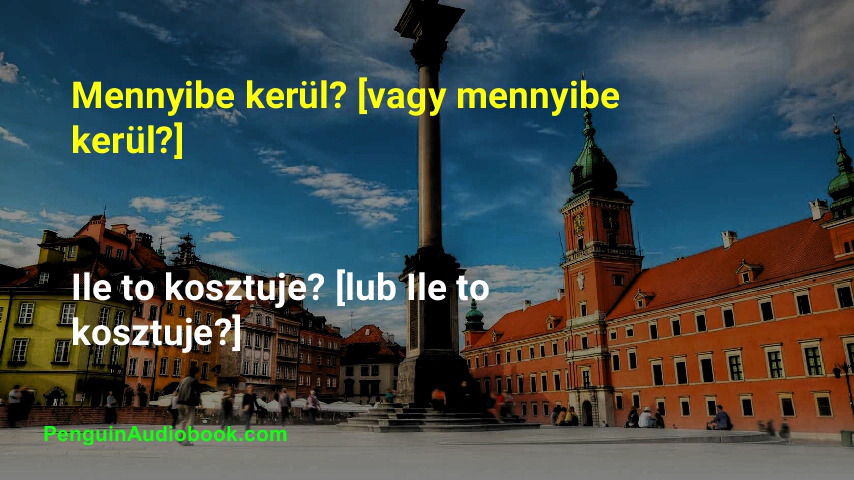 Mennyibe kerül? [vagy mennyibe
kerül?]
Ile to kosztuje? [lub Ile to
kosztuje?]
PenguinAudiobook.com